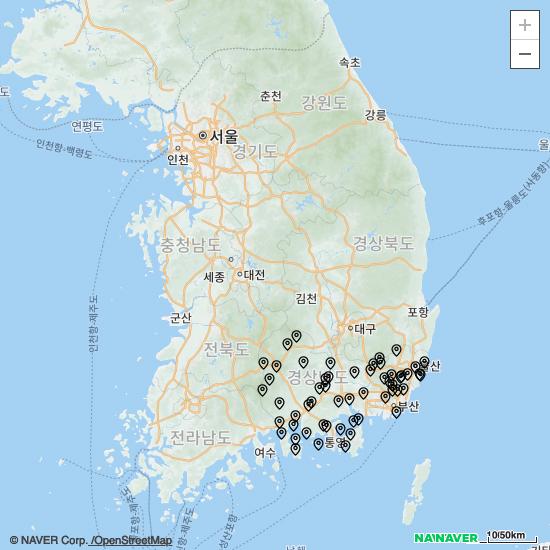 속초
춘천
강원도
강릉
연평도
서울
인천
경기도
인천항-백령도
울
후포항-울릉도(사동항)
충청남도
경상북도
세종
대전
김천
인천항-제주도
군산
포항
대구
전북도
울산
경상남도
부산
전라남도
통영
여수
© NAVER Corp. /OpenStreetMap
NAVER
10/50km